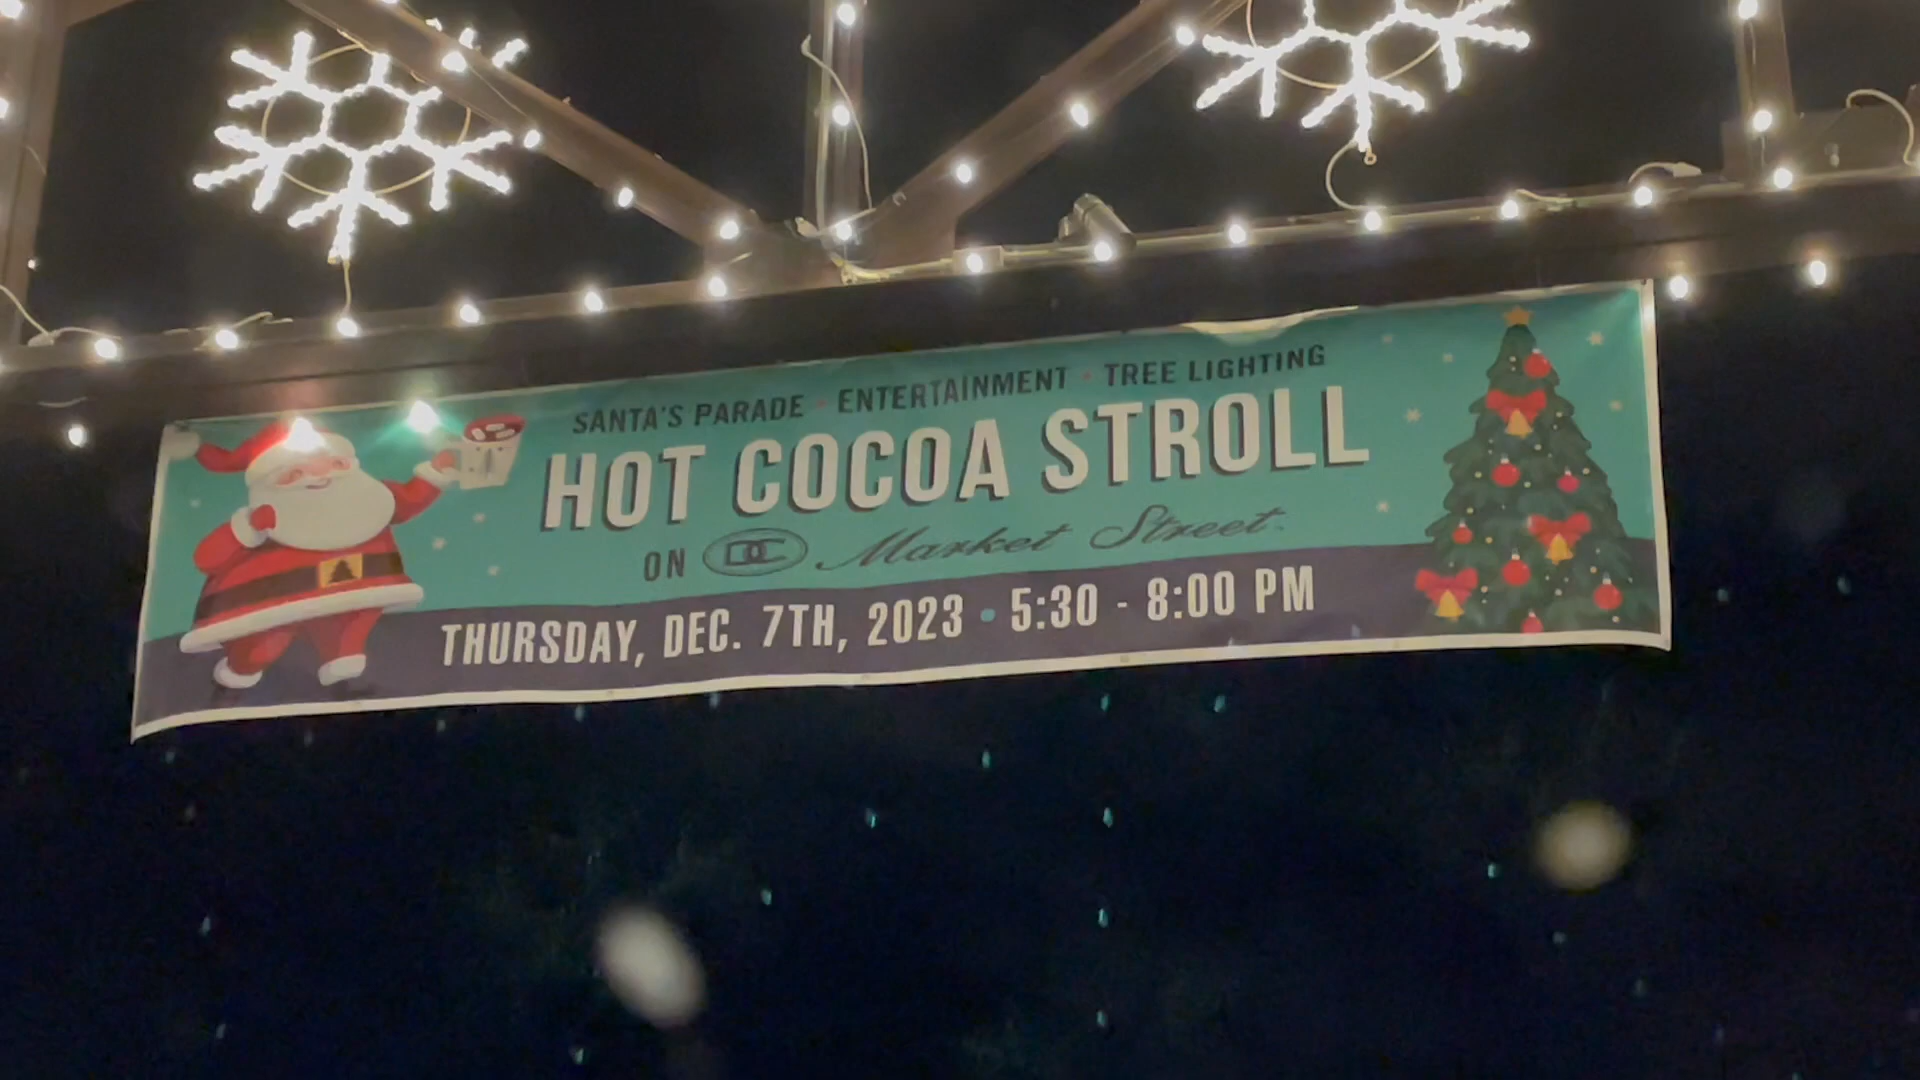 SANTA'S PARADE • ENTERTAINMENT • TREE LIGHTING
HOT COCOA STROLL
ON DC Market Street
THURSDAY, DEC. 7TH, 2023 • 5:30 - 8:00 PM